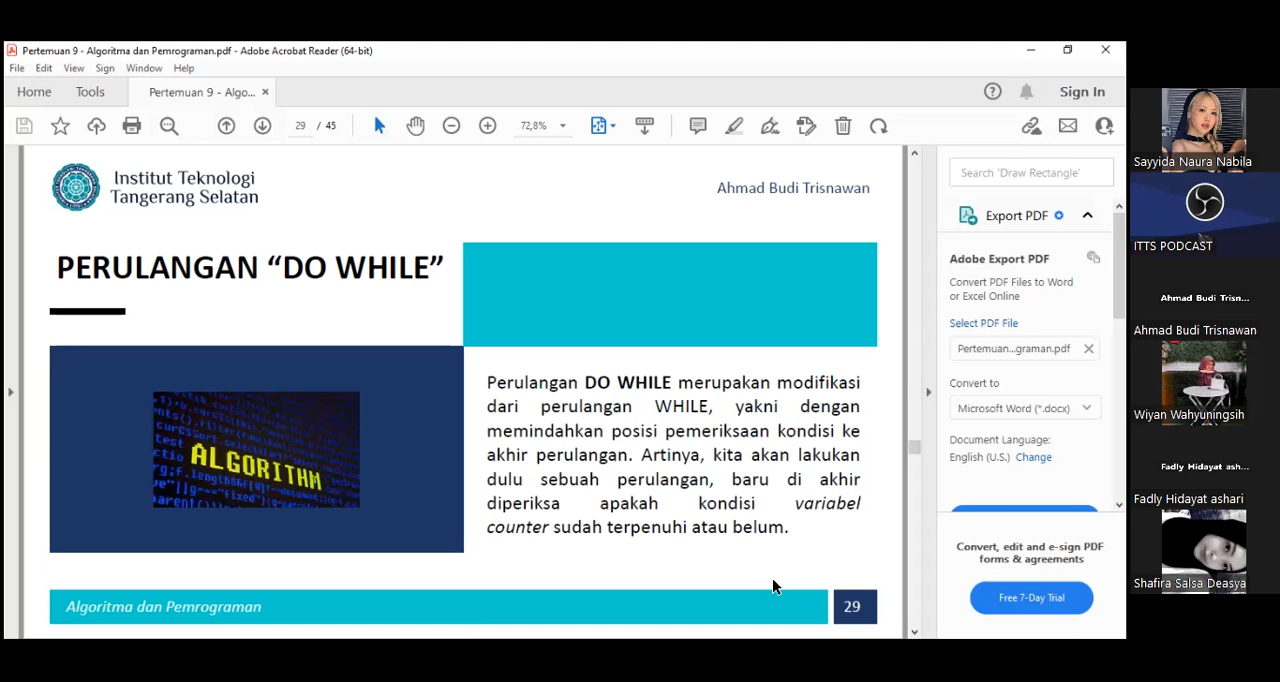 Pertemuan 9 - Algoritma dan Pemrograman.pdf - Adobe Acrobat Reader (64-bit)
File Edit View Sign Window Help
Home Tools Pertemuan 9 - Algo... ×
Sign In
29 / 45
72,8%
Institut Teknologi
Tangerang Selatan
Ahmad Budi Trisnawan
PERULANGAN “DO WHILE”
Perulangan DO WHILE merupakan modifikasi
dari perulangan WHILE, yakni dengan
memindahkan posisi pemeriksaan kondisi ke
akhir perulangan. Artinya, kita akan lakukan
dulu sebuah perulangan, baru di akhir
diperiksa apakah kondisi variabel
counter sudah terpenuhi atau belum.
ALGORITHM
Algoritma dan Pemrograman
29
Search 'Draw Rectangle'
Export PDF
Adobe Export PDF
Convert PDF Files to Word
or Excel Online
Select PDF File
Pertemuan...graman.pdf
Convert to
Microsoft Word (*.docx)
Document Language:
English (U.S.) Change
Convert, edit and e-sign PDF
forms & agreements
Free 7-Day Trial
Sayyida Naura Nabila
ITTS PODCAST
Ahmad Budi Trisn...
Ahmad Budi Trisnawan
Wiyan Wahyuningsih
Fadly Hidayat ash...
Fadly Hidayat ashari
Shafira Salsa Deasya